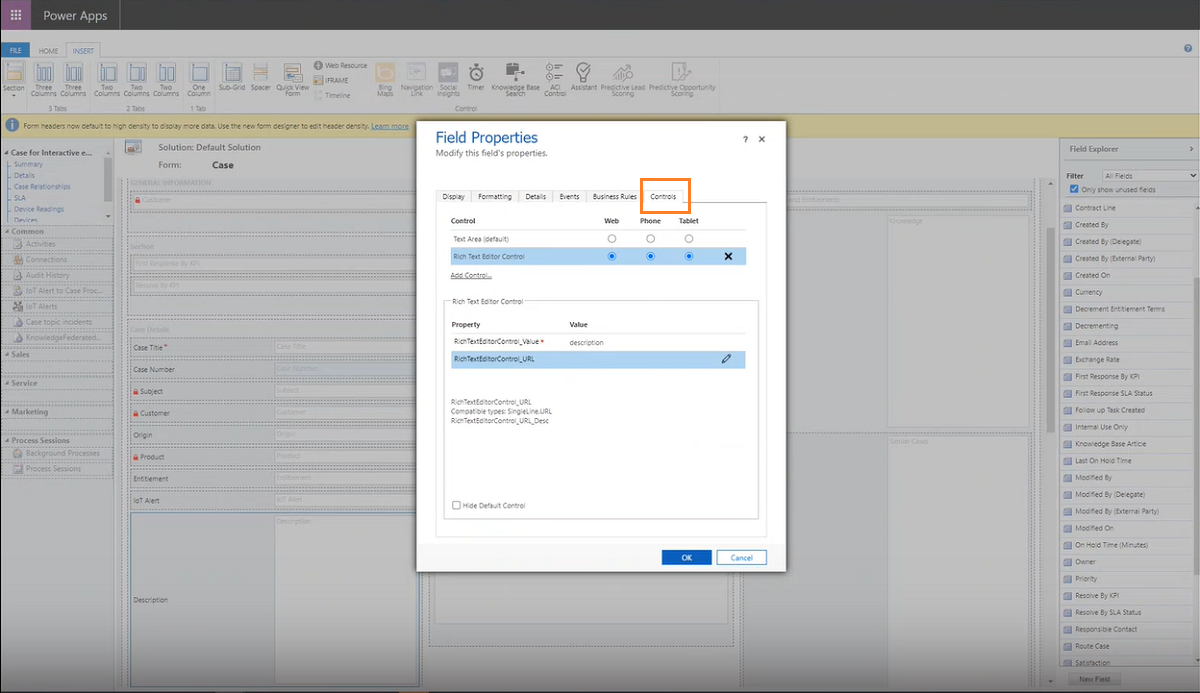 Power Apps
FILE HOME INSERT
Section
Three Columns
Three Columns
3 Tabs
Two Columns
Two Columns
Two Columns
2 Tabs
One Column
1 Tab
Sub-Grid
Spacer
Quick View Form
Web Resource
IFRAME
Timeline
Bing Maps
Navigation Link
Social Insights
Timer
Knowledge Base Search
ACI Control
Assistant
Predictive Lead Scoring
Predictive Opportunity Scoring
Control
Form headers now default to high density to display more data. Use the new form designer to edit header density. Learn more
Case for Interactive e...
Summary
Details
Case Relationships
SLA
Device Readings
Devices
Common
Activities
Connections
Audit History
IoT Alert to Case Proc...
IoT Alerts
Case topic incidents
KnowledgeFederated...
Sales
Service
Marketing
Process Sessions
Background Processes
Process Sessions
Solution: Default Solution
Form: Case
GENERAL INFORMATION
Customer
Section
First Response By KPI
Resolve By KPI
Case Details
Case Title* Case Title
Case Number Case Number
Subject Subject
Customer Customer
Origin Origin
Product Product
Entitlement Entitlement
IoT Alert IoT Alert
Description Description
Field Properties
Modify this field's properties.
? ×
Display Formatting Details Events Business Rules Controls
Control Web Phone Tablet
Text Area (default)
Rich Text Editor Control
Add Control...
Rich Text Editor Control
Property Value
RichTextEditorControl_Value* description
RichTextEditorControl_URL
RichTextEditorControl_URL
Compatible types: SingleLine.URL
RichTextEditorControl_URL_Desc
Hide Default Control
OK Cancel
and Entitlements
Knowledge
Similar Cases
Field Explorer
Filter All Fields
Only show unused fields
Contract Line
Created By
Created By (Delegate)
Created By (External Party)
Created On
Currency
Decrement Entitlement Terms
Decrementing
Email Address
Exchange Rate
First Response By KPI
First Response SLA Status
Follow up Task Created
Internal Use Only
Knowledge Base Article
Last On Hold Time
Modified By
Modified By (Delegate)
Modified By (External Party)
Modified On
On Hold Time (Minutes)
Owner
Priority
Resolve By KPI
Resolve By SLA Status
Responsible Contact
Route Case
Satisfaction
New Field